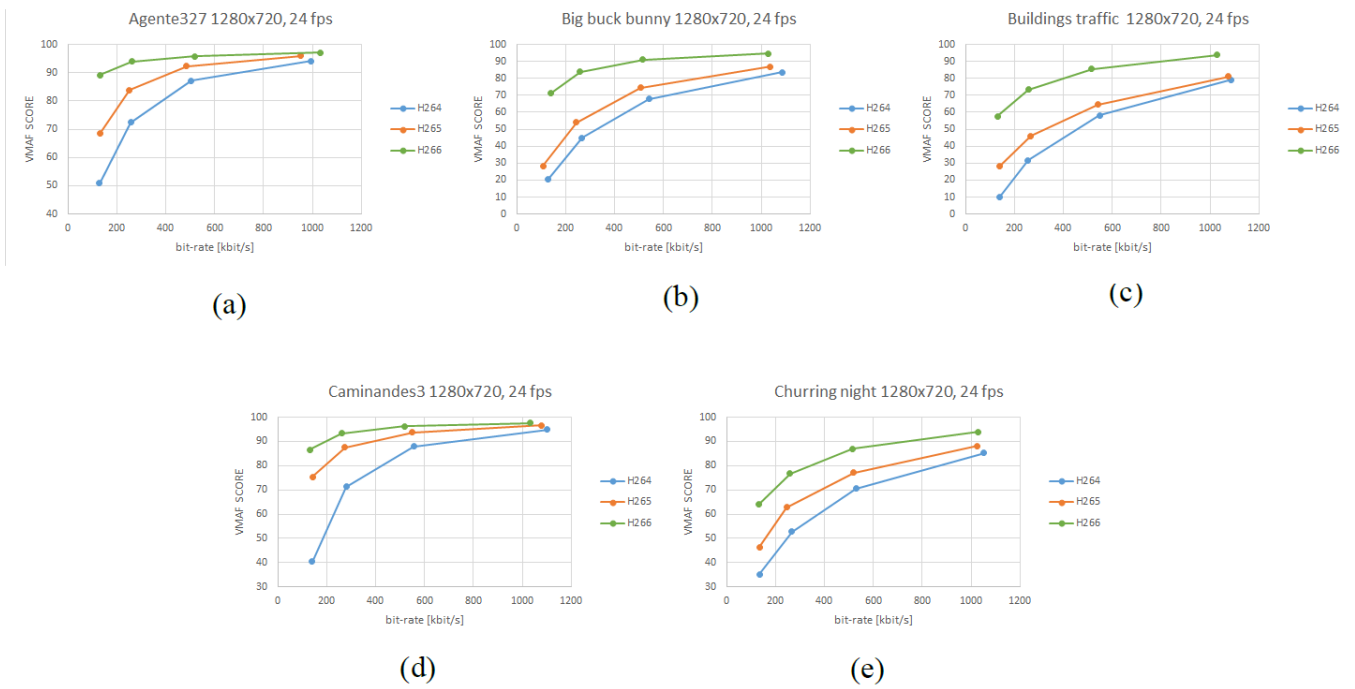 Agente327 1280x720, 24 fps
100
90
80
70
60
50
40
VMAF SCORE
0 200 400 600 800 1000 1200
bit-rate [kbit/s]
H264
H265
H266
(a)
Big buck bunny 1280x720, 24 fps
100
90
80
70
60
50
40
30
20
10
0
VMAF SCORE
0 200 400 600 800 1000 1200
bit-rate [kbit/s]
H264
H265
H266
(b)
Buildings traffic 1280x720, 24 fps
100
90
80
70
60
50
40
30
20
10
0
VMAF SCORE
0 200 400 600 800 1000 1200
bit-rate [kbit/s]
H264
H265
H266
(c)
Caminandes3 1280x720, 24 fps
100
90
80
70
60
50
40
30
VMAF SCORE
0 200 400 600 800 1000 1200
bit-rate [kbit/s]
H264
H265
H266
(d)
Churring night 1280x720, 24 fps
100
90
80
70
60
50
40
30
VMAF SCORE
0 200 400 600 800 1000 1200
bit-rate [kbit/s]
H264
H265
H266
(e)